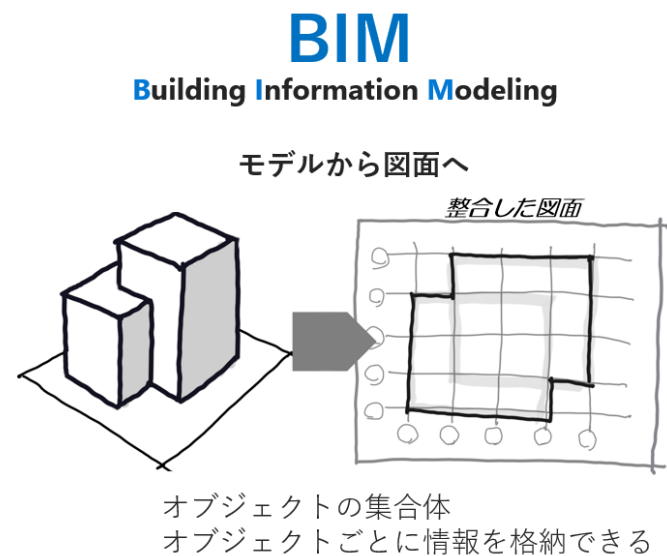 BIM
Building Information Modeling
モデルから図面へ
整合した図面
オブジェクトの集合体
オブジェクトごとに情報を格納できる